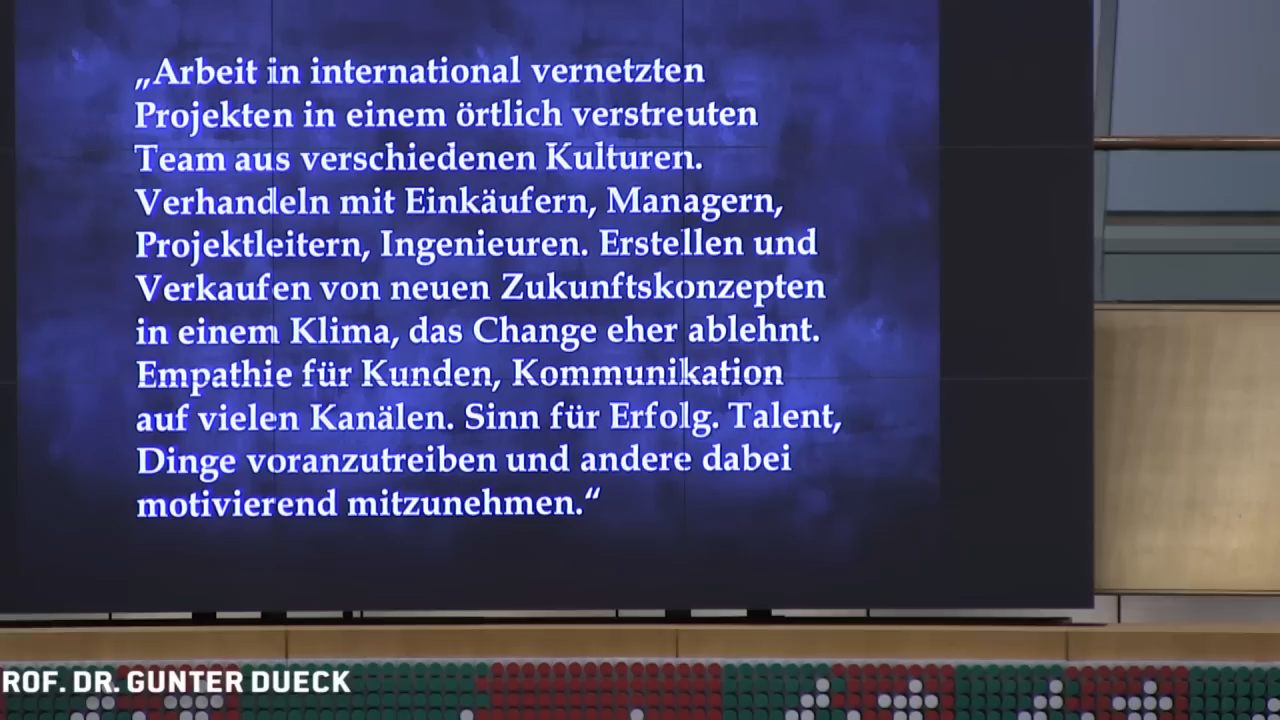 „Arbeit in international vernetzten
Projekten in einem örtlich verstreuten
Team aus verschiedenen Kulturen.
Verhandeln mit Einkäufern, Managern,
Projektleitern, Ingenieuren. Erstellen und
Verkaufen von neuen Zukunftskonzepten
in einem Klima, das Change eher ablehnt.
Empathie für Kunden, Kommunikation
auf vielen Kanälen. Sinn für Erfolg. Talent,
Dinge voranzutreiben und andere dabei
motivierend mitzunehmen.“
ROF. DR. GUNTER DUECK